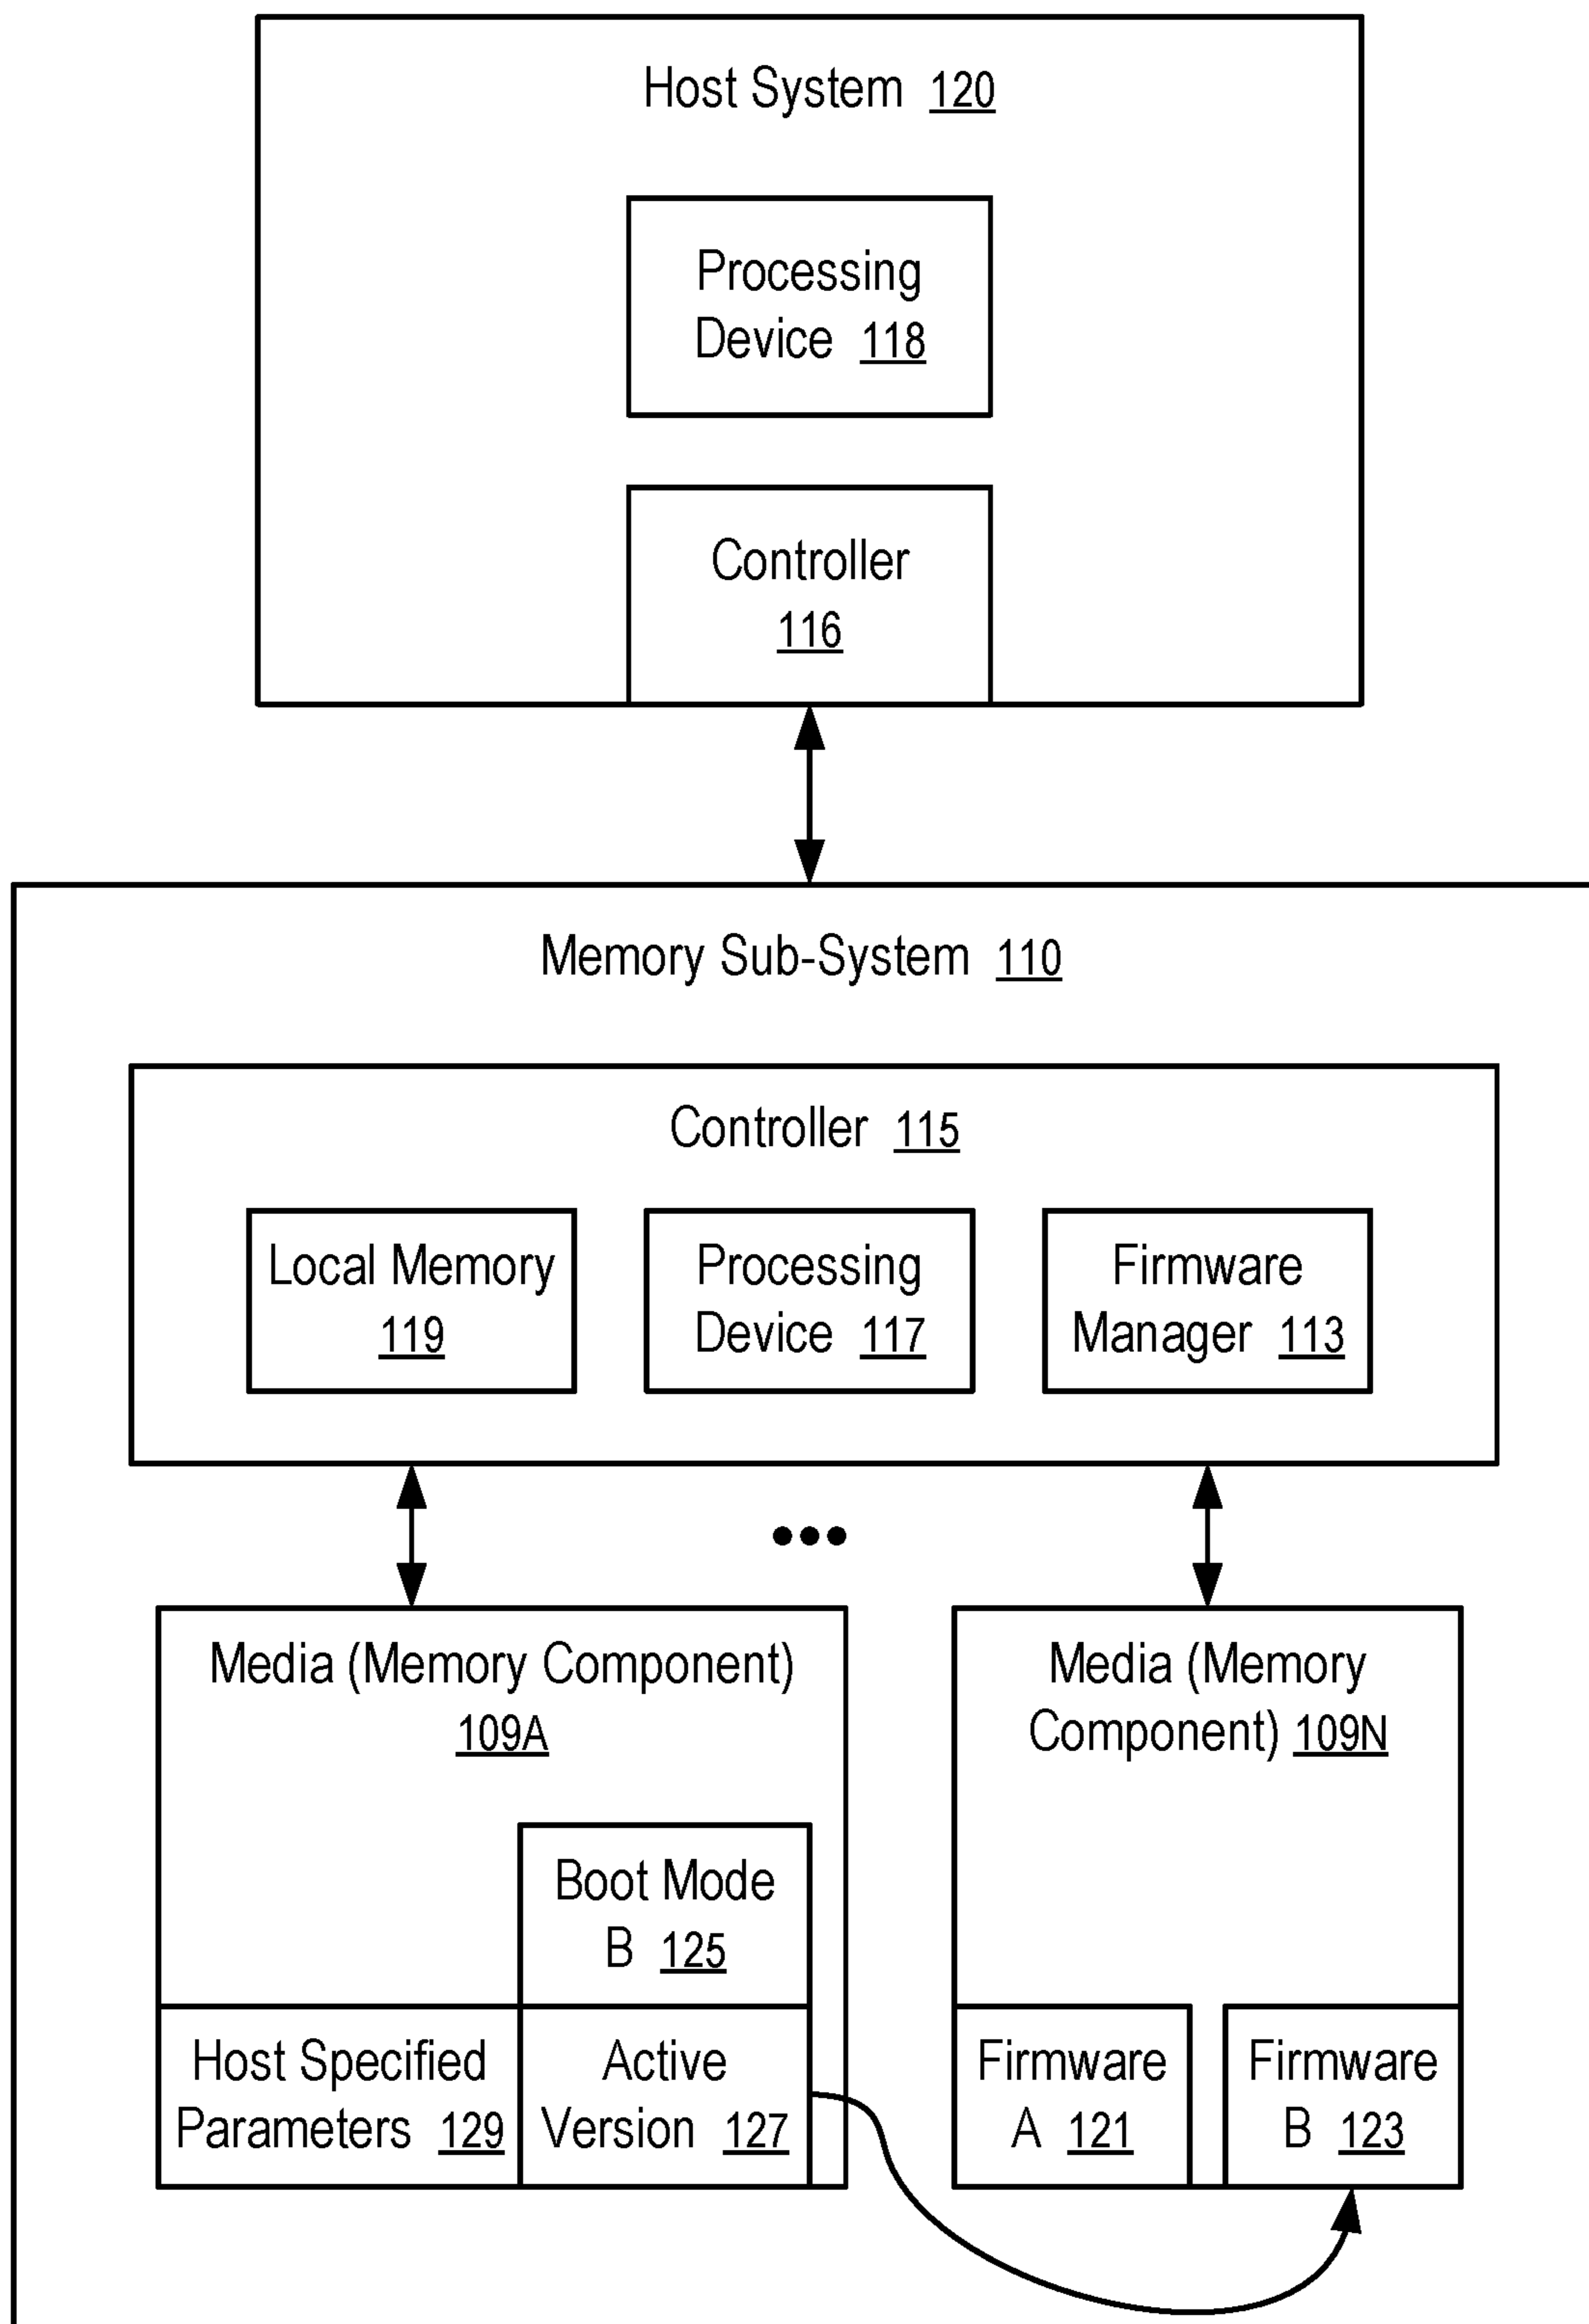 Host System 120
Processing
Device 118
Controller
116
Memory Sub-System 110
Controller 115
Local Memory
119
Processing
Device 117
Firmware
Manager 113
Media (Memory Component)
109A
Boot Mode
B 125
Host Specified
Parameters 129
Active
Version 127
Media (Memory
Component) 109N
Firmware
A 121
Firmware
B 123